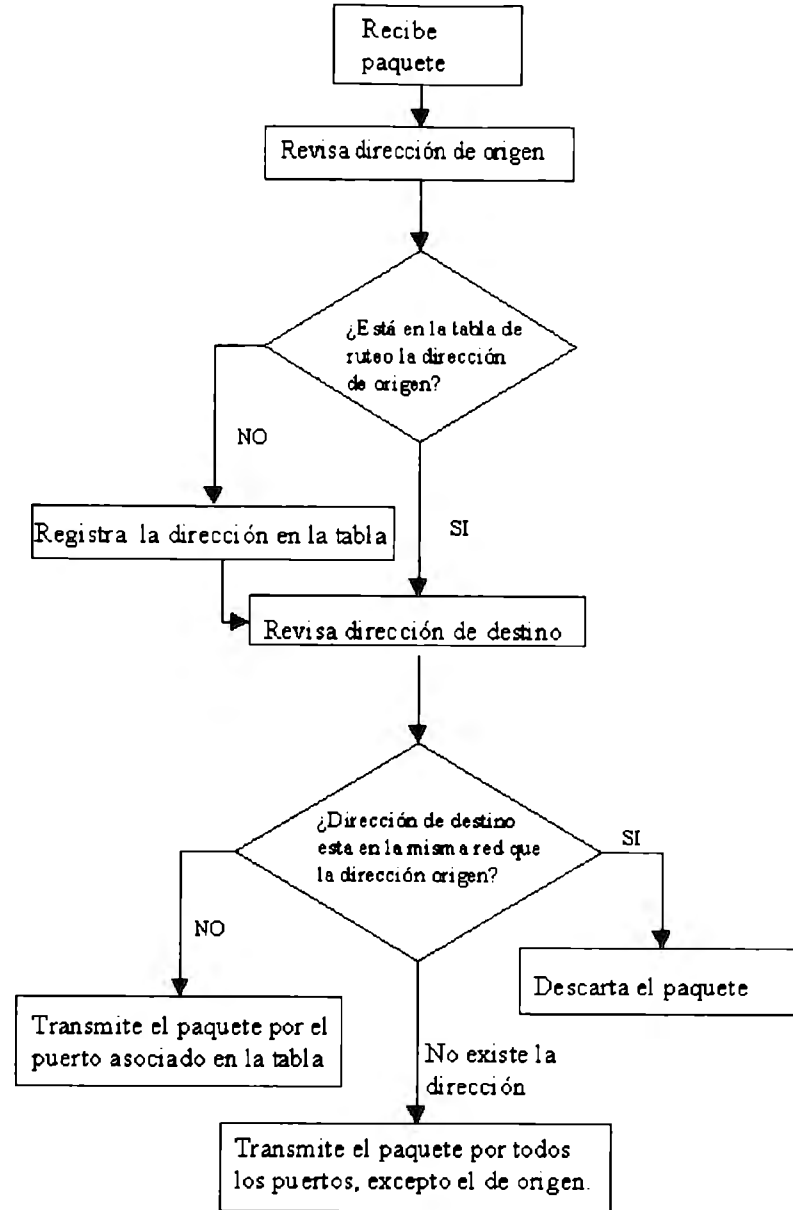 Recibe
paquete
Revisa dirección de origen
¿Está en la tabla de
ruteo la dirección
de origen?
NO
Registra la dirección en la tabla
SI
Revisa dirección de destino
¿Dirección de destino
esta en la misma red que
la dirección origen?
SI
NO
Descarta el paquete
Transmite el paquete por el
puerto asociado en la tabla
No existe la
dirección
Transmite el paquete por todos
los puertos, excepto el de origen.